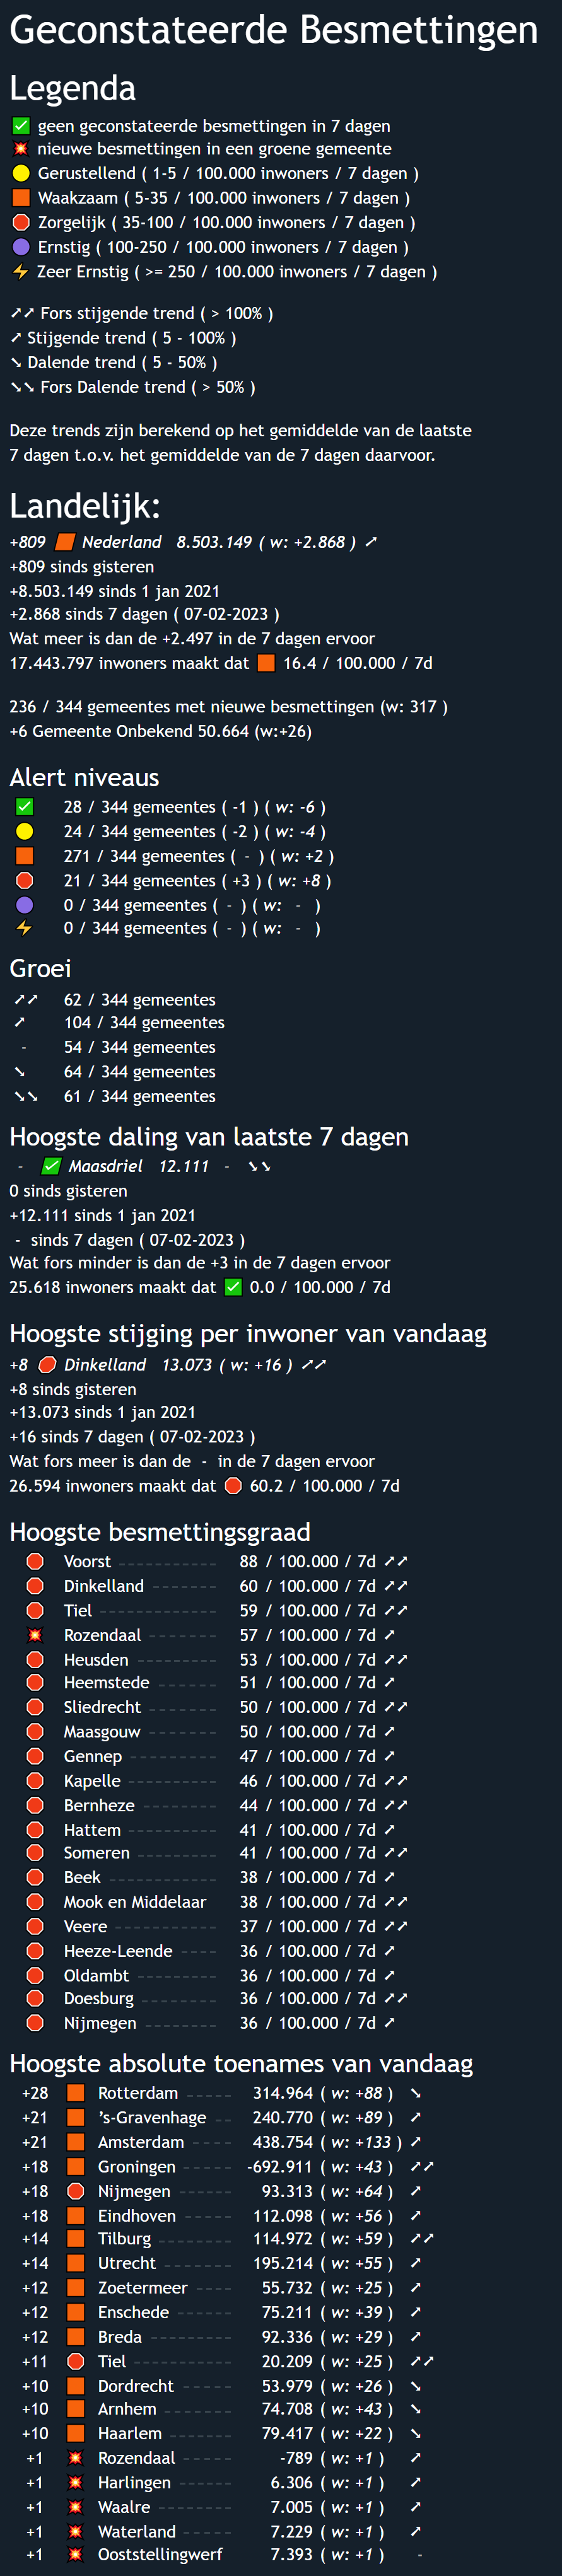 Geconstateerde Besmettingen
Legenda
✅ geen geconstateerde besmettingen in 7 dagen
💥 nieuwe besmettingen in een groene gemeente
🟡 Gerustellend ( 1-5 / 100.000 inwoners / 7 dagen )
🟧 Waakzaam ( 5-35 / 100.000 inwoners / 7 dagen )
🛑 Zorgelijk ( 35-100 / 100.000 inwoners / 7 dagen )
🟣 Ernstig ( 100-250 / 100.000 inwoners / 7 dagen )
⚡ Zeer Ernstig ( >= 250 / 100.000 inwoners / 7 dagen )
➚➚ Fors stijgende trend ( > 100% )
➚ Stijgende trend ( 5 - 100% )
➘ Dalende trend ( 5 - 50% )
➘➘ Fors Dalende trend ( > 50% )
Deze trends zijn berekend op het gemiddelde van de laatste
7 dagen t.o.v. het gemiddelde van de 7 dagen daarvoor.
Landelijk:
+809 🟧 Nederland 8.503.149 ( w: +2.868 ) ➚
+809 sinds gisteren
+8.503.149 sinds 1 jan 2021
+2.868 sinds 7 dagen ( 07-02-2023 )
Wat meer is dan de +2.497 in de 7 dagen ervoor
17.443.797 inwoners maakt dat 🟧 16.4 / 100.000 / 7d
236 / 344 gemeentes met nieuwe besmettingen (w: 317 )
+6 Gemeente Onbekend 50.664 (w:+26)
Alert niveaus
✅ 28 / 344 gemeentes ( -1 ) ( w: -6 )
🟡 24 / 344 gemeentes ( -2 ) ( w: -4 )
🟧 271 / 344 gemeentes ( - ) ( w: +2 )
🛑 21 / 344 gemeentes ( +3 ) ( w: +8 )
🟣 0 / 344 gemeentes ( - ) ( w: - )
⚡ 0 / 344 gemeentes ( - ) ( w: - )
Groei
➚➚ 62 / 344 gemeentes
➚ 104 / 344 gemeentes
- 54 / 344 gemeentes
➘ 64 / 344 gemeentes
➘➘ 61 / 344 gemeentes
Hoogste daling van laatste 7 dagen
- ✅ Maasdriel 12.111 - ➘➘
0 sinds gisteren
+12.111 sinds 1 jan 2021
- sinds 7 dagen ( 07-02-2023 )
Wat fors minder is dan de +3 in de 7 dagen ervoor
25.618 inwoners maakt dat ✅ 0.0 / 100.000 / 7d
Hoogste stijging per inwoner van vandaag
+8 🛑 Dinkelland 13.073 ( w: +16 ) ➚➚
+8 sinds gisteren
+13.073 sinds 1 jan 2021
+16 sinds 7 dagen ( 07-02-2023 )
Wat fors meer is dan de - in de 7 dagen ervoor
26.594 inwoners maakt dat 🛑 60.2 / 100.000 / 7d
Hoogste besmettingsgraad
🛑 Voorst 88 / 100.000 / 7d ➚➚
🛑 Dinkelland 60 / 100.000 / 7d ➚➚
🛑 Tiel 59 / 100.000 / 7d ➚➚
💥 Rozendaal 57 / 100.000 / 7d ➚
🛑 Heusden 53 / 100.000 / 7d ➚➚
🛑 Heemstede 51 / 100.000 / 7d ➚
🛑 Sliedrecht 50 / 100.000 / 7d ➚➚
🛑 Maasgouw 50 / 100.000 / 7d ➚
🛑 Gennep 47 / 100.000 / 7d ➚
🛑 Kapelle 46 / 100.000 / 7d ➚➚
🛑 Bernheze 44 / 100.000 / 7d ➚➚
🛑 Hattem 41 / 100.000 / 7d ➚
🛑 Someren 41 / 100.000 / 7d ➚➚
🛑 Beek 38 / 100.000 / 7d ➚
🛑 Mook en Middelaar 38 / 100.000 / 7d ➚➚
🛑 Veere 37 / 100.000 / 7d ➚➚
🛑 Heeze-Leende 36 / 100.000 / 7d ➚
🛑 Oldambt 36 / 100.000 / 7d ➚
🛑 Doesburg 36 / 100.000 / 7d ➚➚
🛑 Nijmegen 36 / 100.000 / 7d ➚
Hoogste absolute toenames van vandaag
+28 🟧 Rotterdam 314.964 ( w: +88 ) ➘
+21 🟧 's-Gravenhage 240.770 ( w: +89 ) ➚
+21 🟧 Amsterdam 438.754 ( w: +133 ) ➚
+18 🟧 Groningen -692.911 ( w: +43 ) ➚➚
+18 🛑 Nijmegen 93.313 ( w: +64 ) ➚
+18 🟧 Eindhoven 112.098 ( w: +56 ) ➚
+14 🟧 Tilburg 114.972 ( w: +59 ) ➚➚
+14 🟧 Utrecht 195.214 ( w: +55 ) ➚
+12 🟧 Zoetermeer 55.732 ( w: +25 ) ➚
+12 🟧 Enschede 75.211 ( w: +39 ) ➚
+12 🟧 Breda 92.336 ( w: +29 ) ➚
+11 🛑 Tiel 20.209 ( w: +25 ) ➚➚
+10 🟧 Dordrecht 53.979 ( w: +26 ) ➘
+10 🟧 Arnhem 74.708 ( w: +43 ) ➘
+10 🟧 Haarlem 79.417 ( w: +22 ) ➘
+1 💥 Rozendaal -789 ( w: +1 ) ➚
+1 💥 Harlingen 6.306 ( w: +1 ) ➚
+1 💥 Waalre 7.005 ( w: +1 ) ➚
+1 💥 Waterland 7.229 ( w: +1 ) ➚
+1 💥 Ooststellingwerf 7.393 ( w: +1 ) -